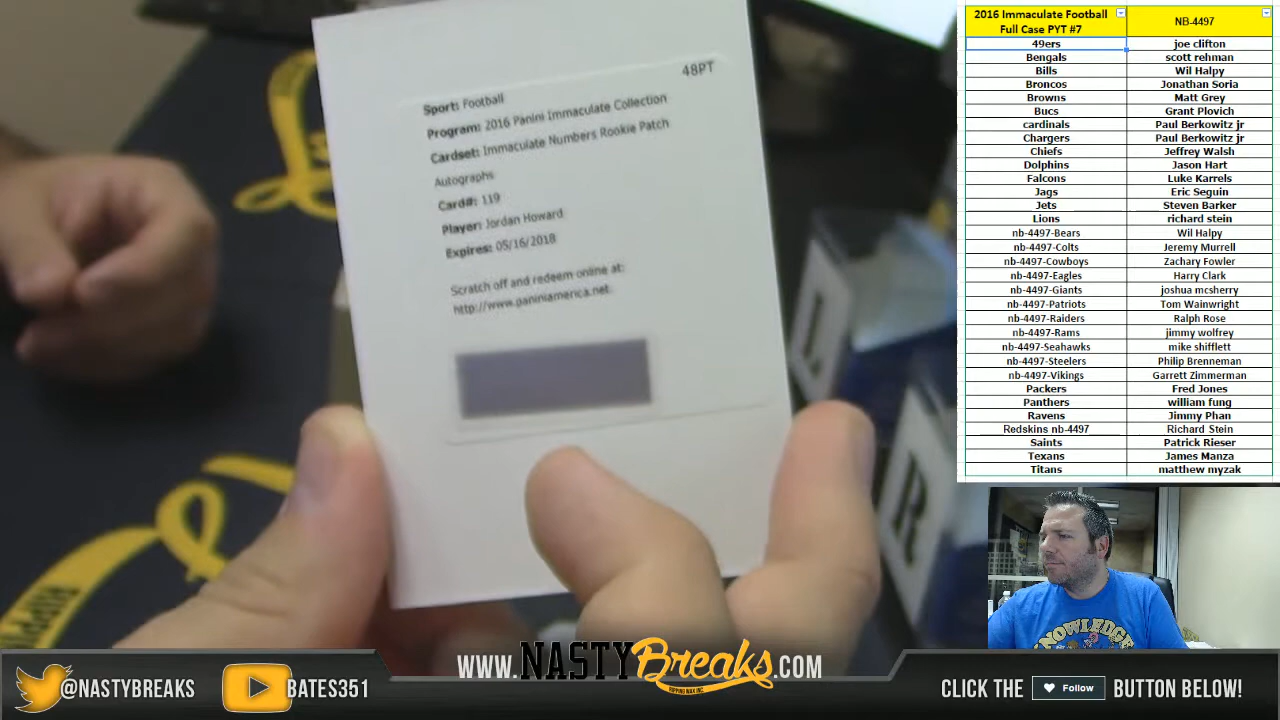 48PT
Sport: Football
Program: 2016 Panini Immaculate Collection
Cardset: Immaculate Numbers Rookie Patch
Autographs
Card#: 119
Player: Jordan Howard
Expires: 05/16/2018
Scratch off and redeem online at:
http://www.paniniamerica.net
L
R
2016 Immaculate Football Full Case PYT #7 NB-4497
49ers joe clifton
Bengals scott rehman
Bills Wil Halpy
Broncos Jonathan Soria
Browns Matt Grey
Bucs Grant Plovich
cardinals Paul Berkowitz jr
Chargers Paul Berkowitz jr
Chiefs Jeffrey Walsh
Dolphins Jason Hart
Falcons Luke Karrels
Jags Eric Seguin
Jets Steven Barker
Lions richard stein
nb-4497-Bears Wil Halpy
nb-4497-Colts Jeremy Murrell
nb-4497-Cowboys Zachary Fowler
nb-4497-Eagles Harry Clark
nb-4497-Giants joshua mcsherry
nb-4497-Patriots Tom Wainwright
nb-4497-Raiders Ralph Rose
nb-4497-Rams jimmy wolfrey
nb-4497-Seahawks mike shifflett
nb-4497-Steelers Philip Brenneman
nb-4497-Vikings Garrett Zimmerman
Packers Fred Jones
Panthers william fung
Ravens Jimmy Phan
Redskins nb-4497 Richard Stein
Saints Patrick Rieser
Texans James Manza
Titans matthew myzak
KNOWLEDGE
@NASTYBREAKS
BATES351
WWW.NASTYBreaks.COM
RIPPING WAX INC
CLICK THE Follow BUTTON BELOW!